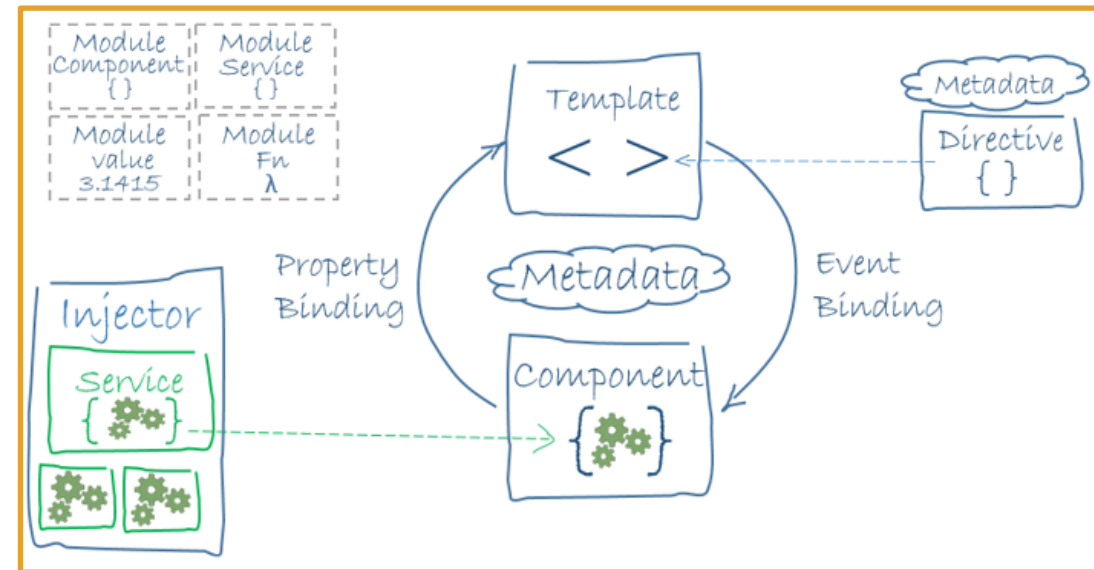 Module
Component
{ }
Module
Service
{ }
Module
value
3.1415
Module
Fn
λ
Template
< >
Metadata
Directive
{ }
Property
Binding
Metadata
Event
Binding
Injector
Service
{ }
Component
{ }